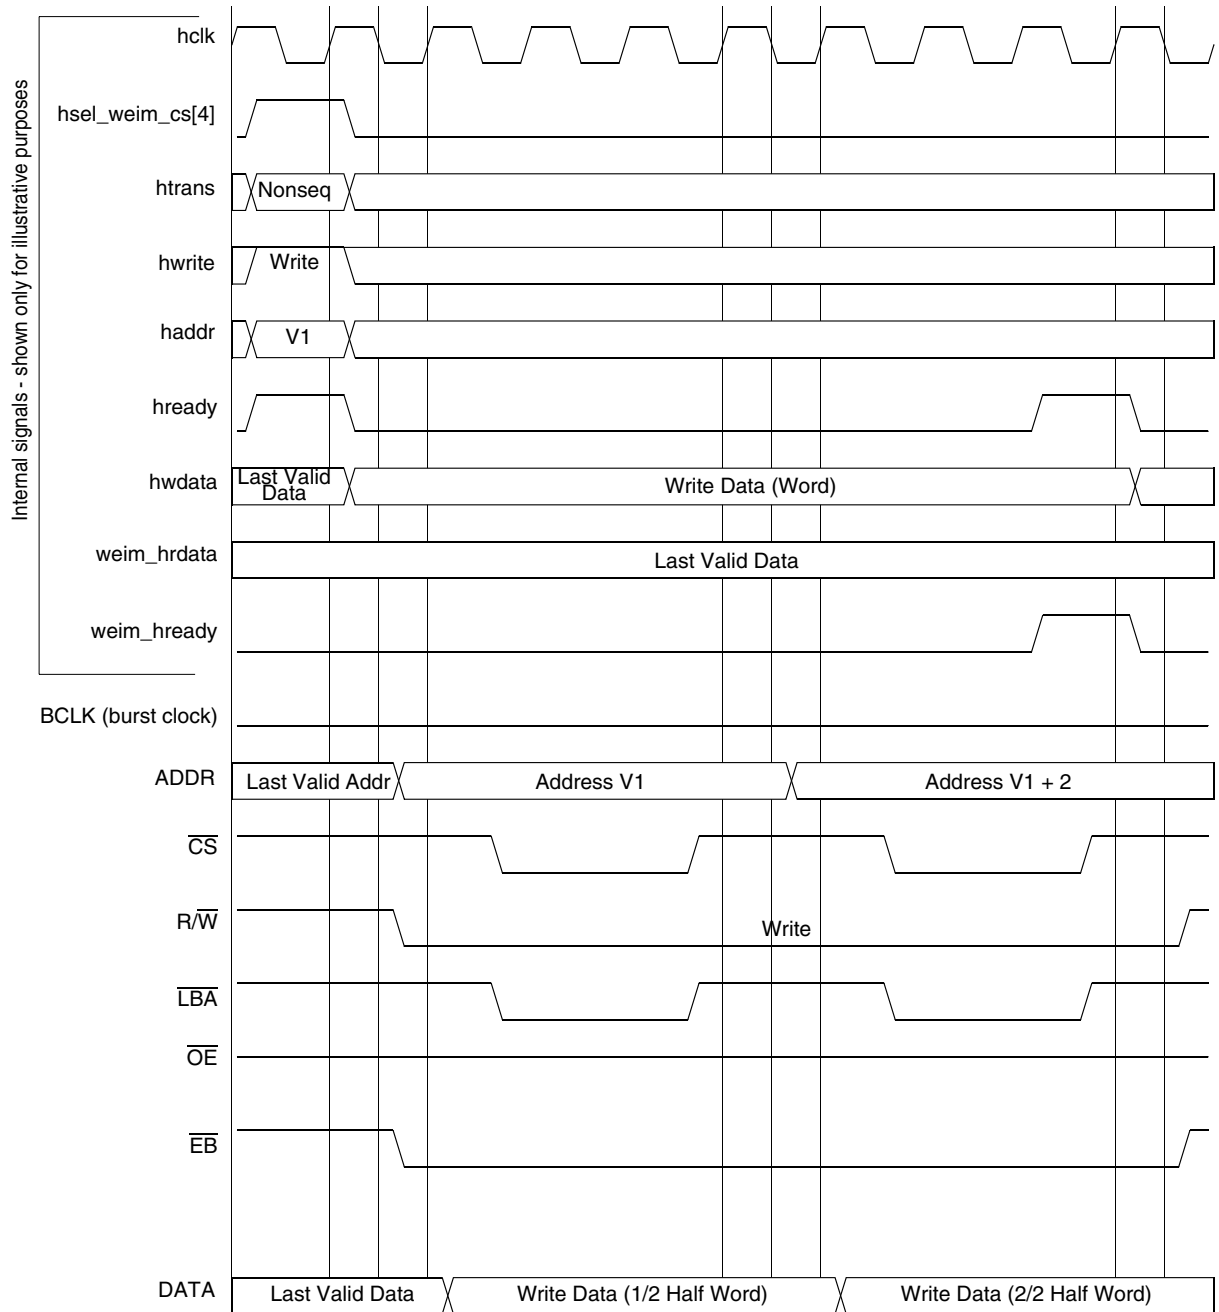 Internal signals - shown only for illustrative purposes
hclk
hsel_weim_cs[4]
htrans
Nonseq
hwrite
Write
haddr
V1
hready
hwdata
Last Valid
Data
Write Data (Word)
weim_hrdata
Last Valid Data
weim_hready
BCLK (burst clock)
ADDR
Last Valid Addr
Address V1
Address V1 + 2
CS
R/W
Write
LBA
OE
EB
DATA
Last Valid Data
Write Data (1/2 Half Word)
Write Data (2/2 Half Word)